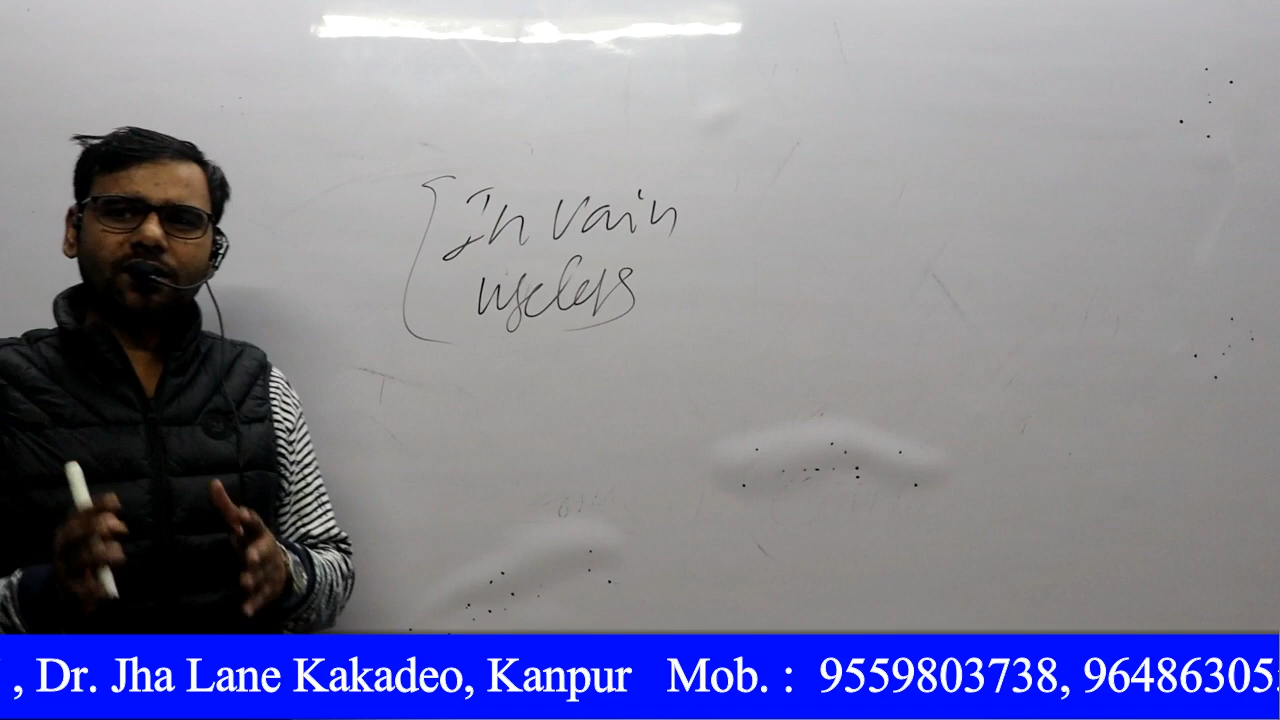 In vain
useless
, Dr. Jha Lane Kakadeo, Kanpur Mob. : 9559803738, 96486305